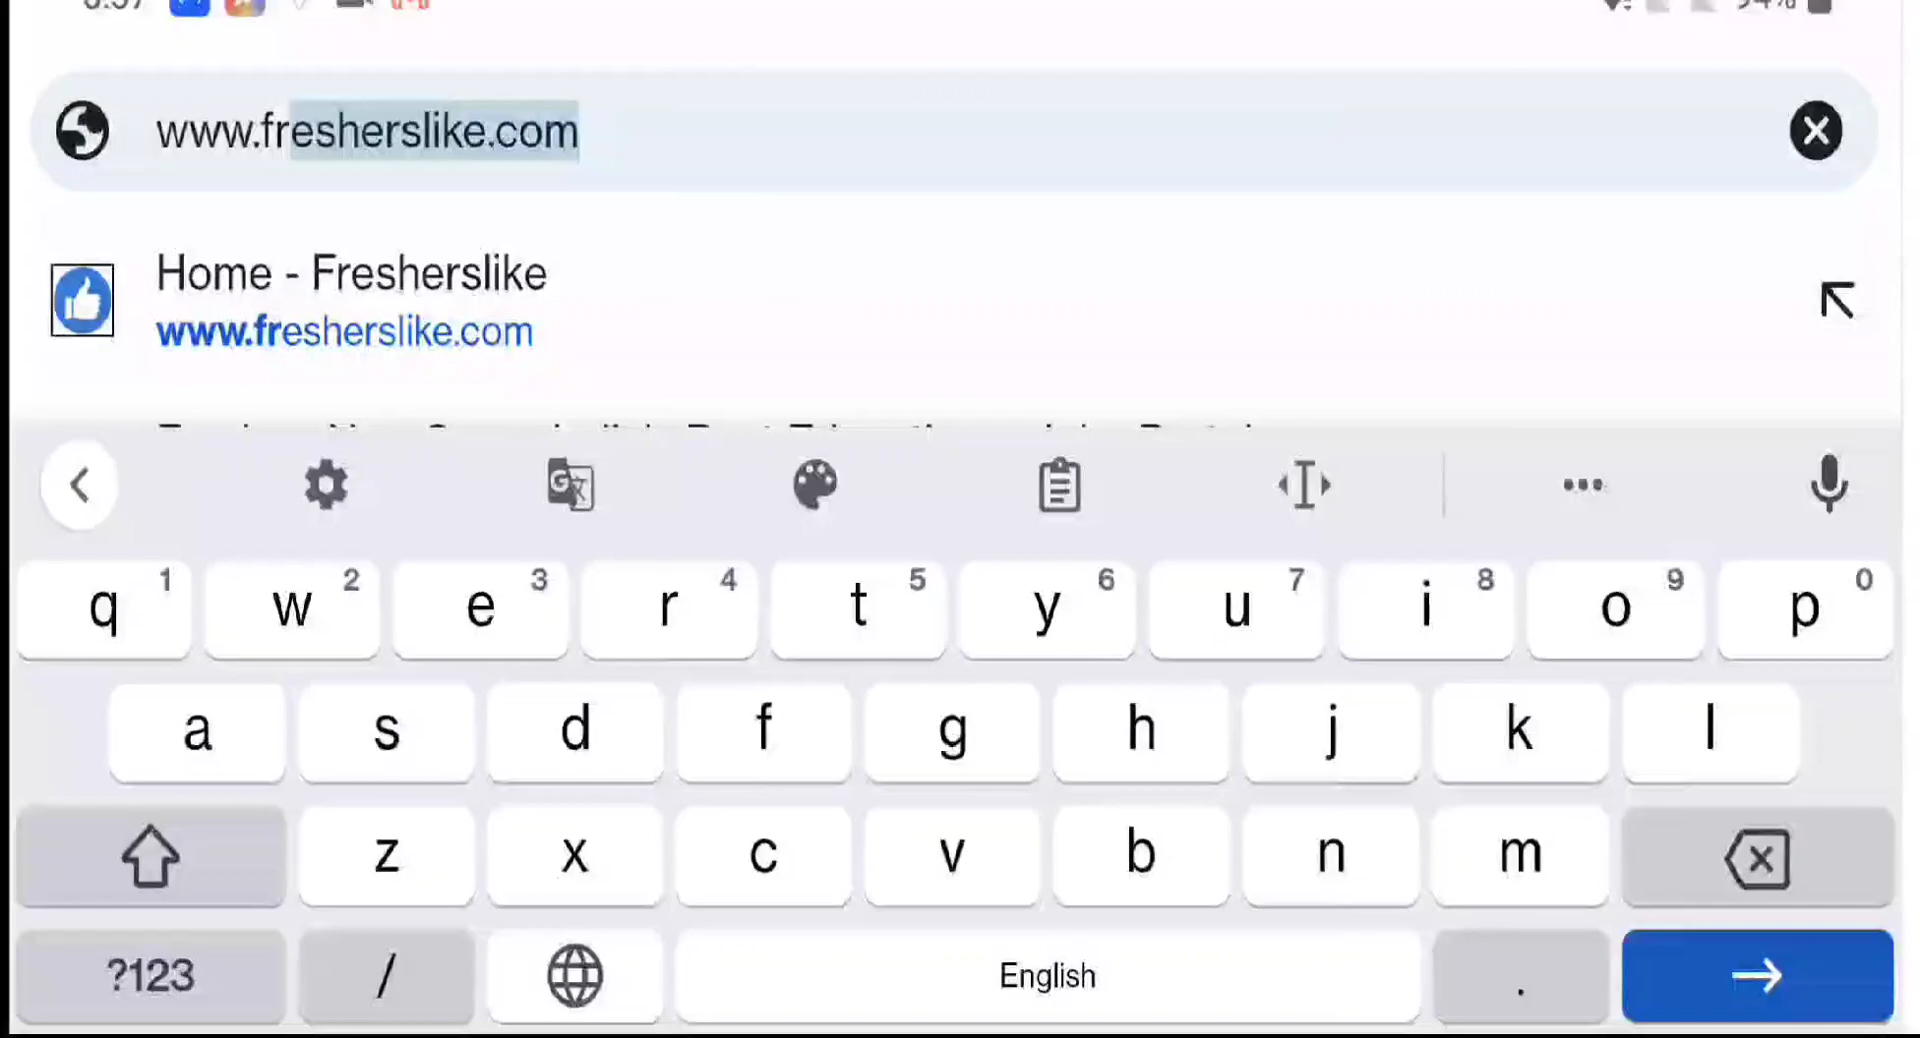 www.fresherslike.com
Home - Fresherslike
www.fresherslike.com
q 1 w 2 e 3 r 4 t 5 y 6 u 7 i 8 o 9 p 0
a s d f g h j k l
z x c v b n m
?123 / English .